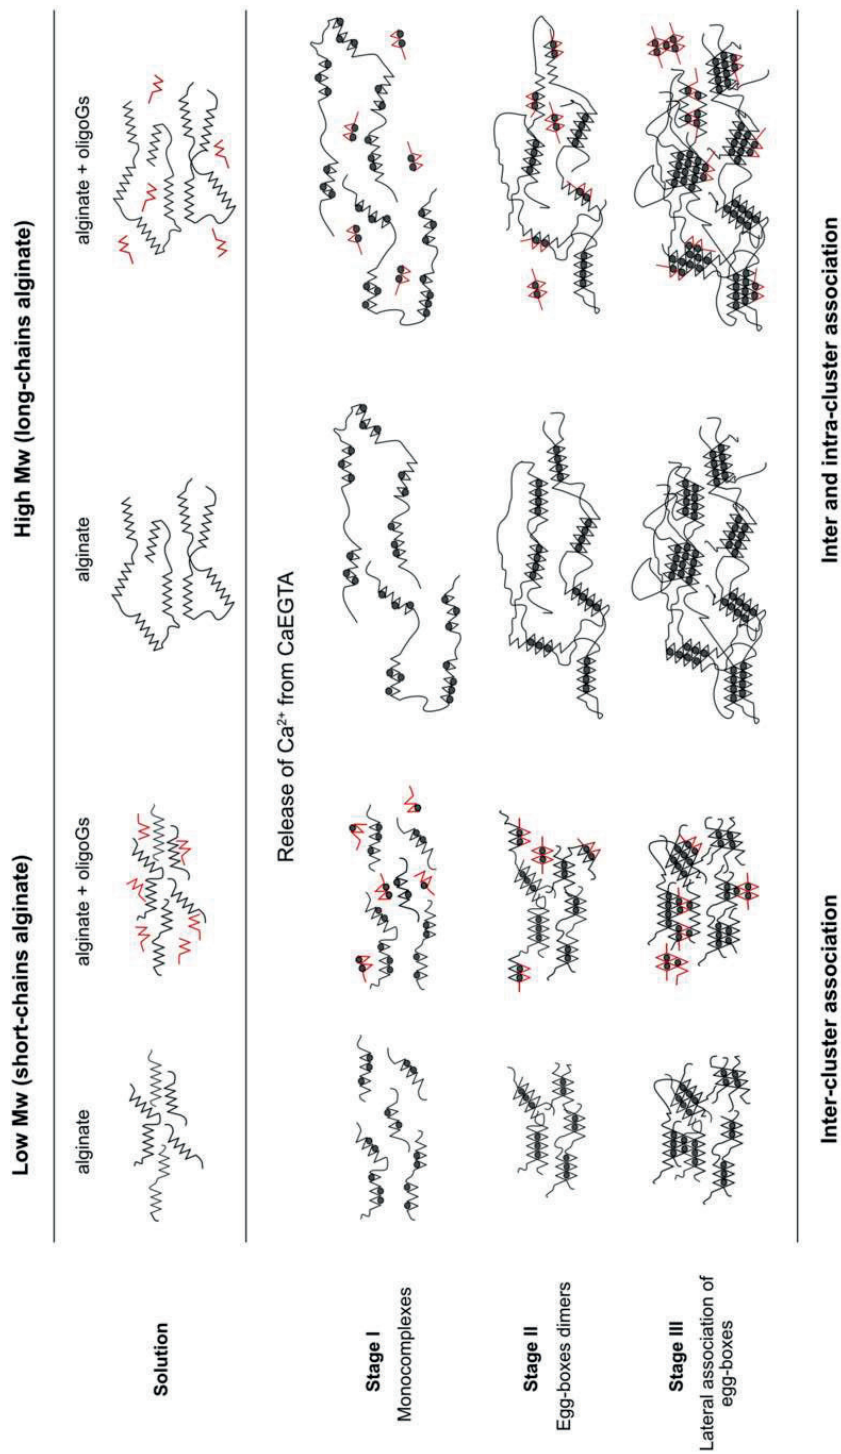 Low Mw (short-chains alginate)
High Mw (long-chains alginate)
alginate
alginate + oligoGs
alginate
alginate + oligoGs
Solution
Release of Ca²⁺ from CaEGTA
Stage I
Monocomplexes
Stage II
Egg-boxes dimers
Stage III
Lateral association of
egg-boxes
Inter-cluster association
Inter and intra-cluster association